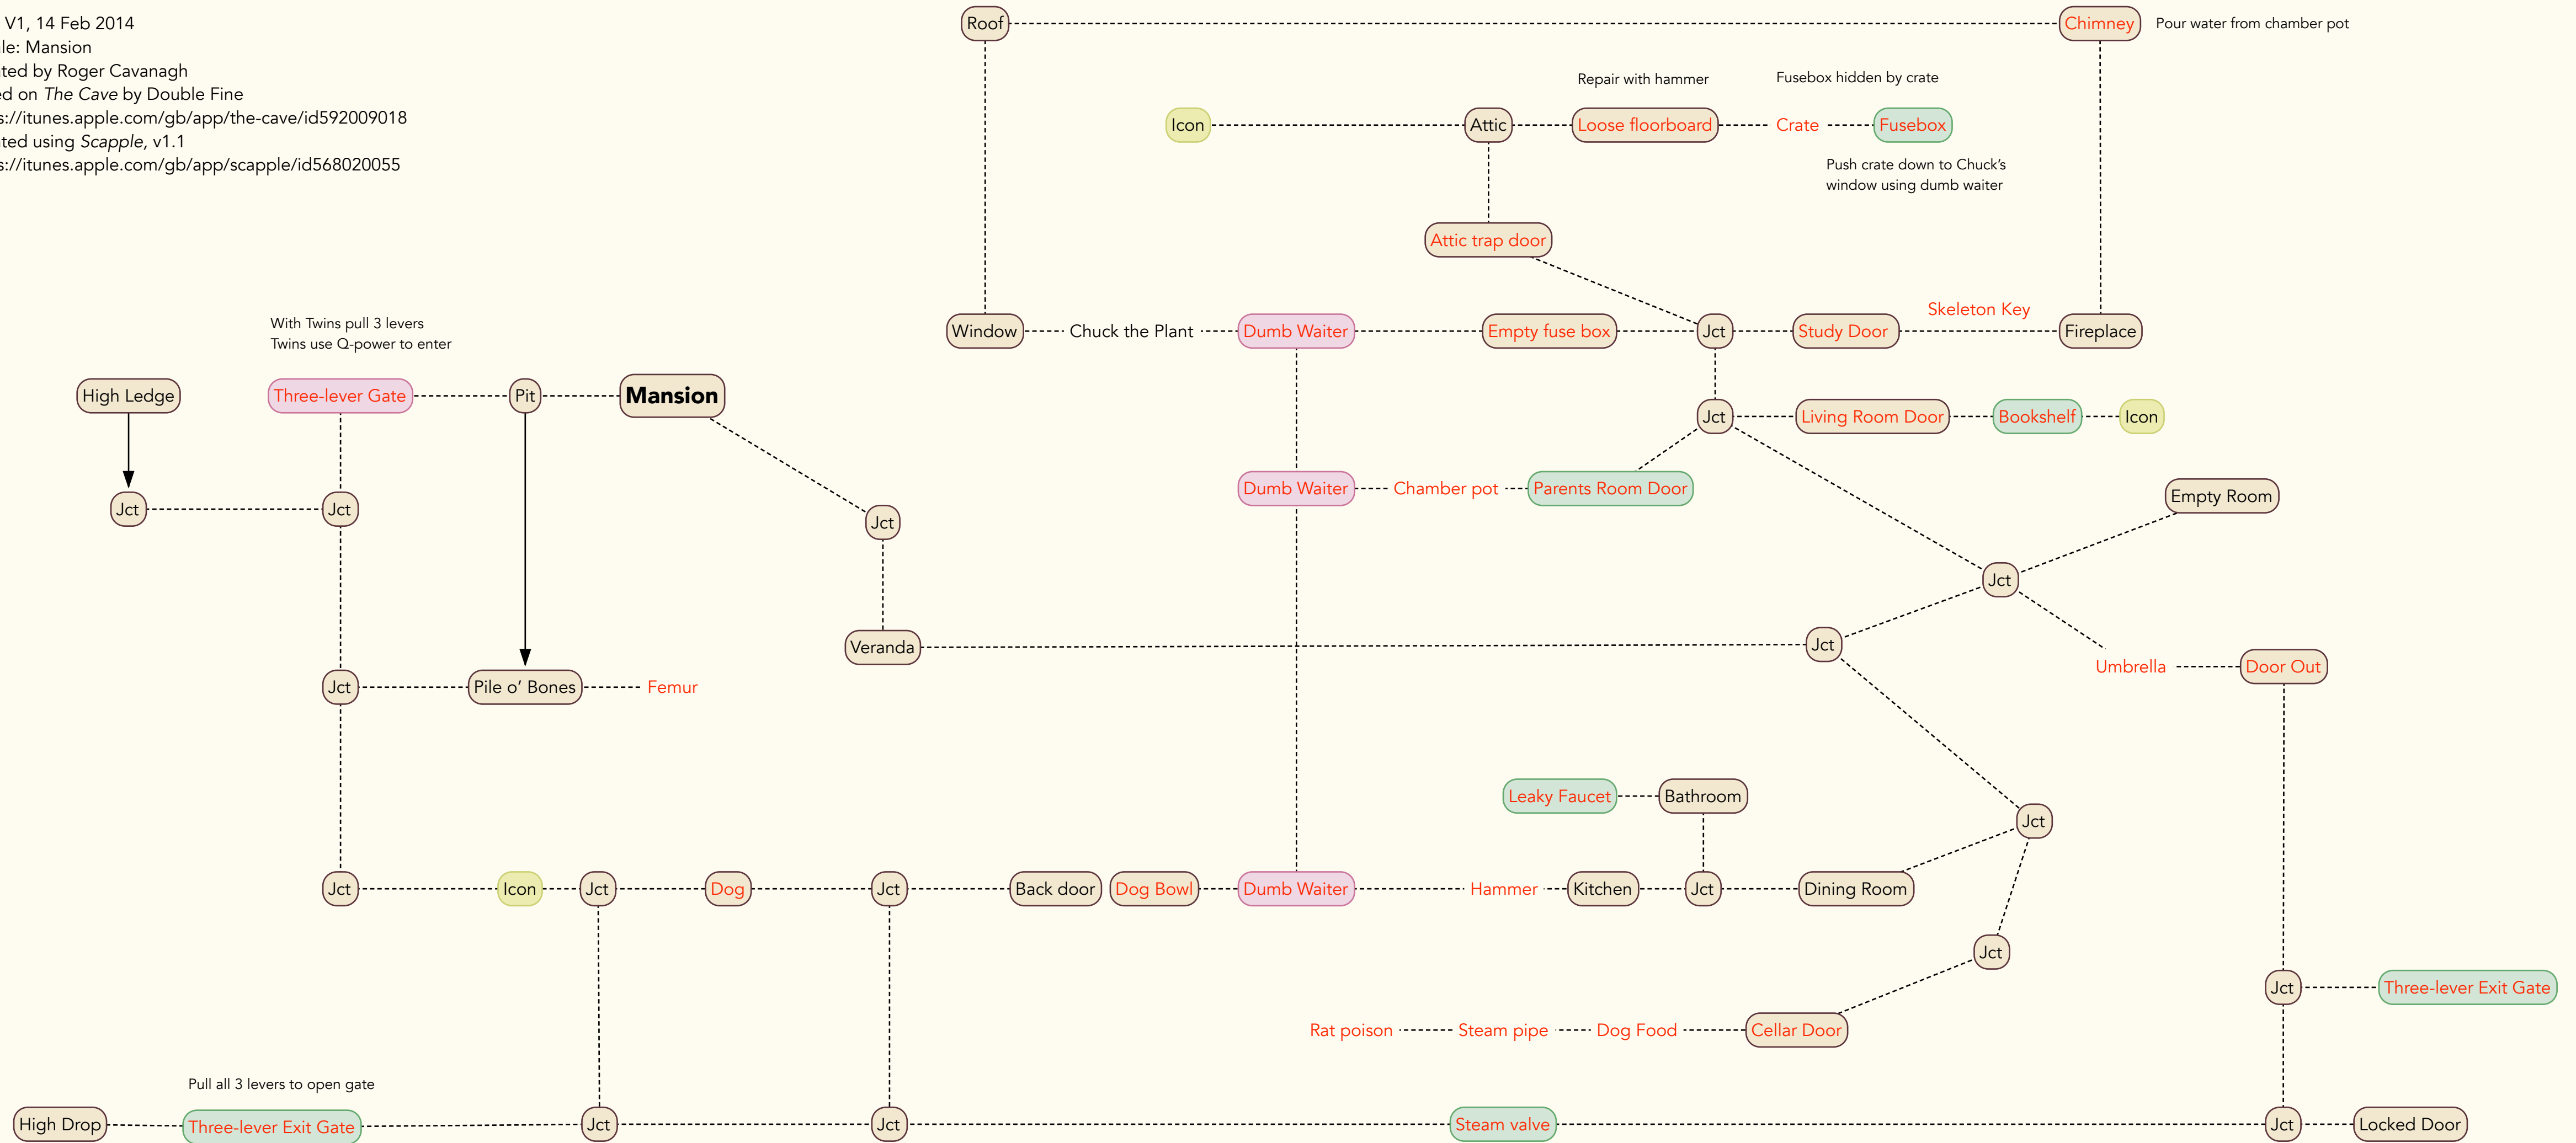 V1, 14 Feb 2014
le: Mansion
ted by Roger Cavanagh
ed on The Cave by Double Fine
s://itunes.apple.com/gb/app/the-cave/id592009018
ted using Scapple, v1.1
s://itunes.apple.com/gb/app/scapple/id568020055
Roof
Chimney
Pour water from chamber pot
Repair with hammer
Fusebox hidden by crate
Icon
Attic
Loose floorboard
Crate
Fusebox
Push crate down to Chuck's
window using dumb waiter
Attic trap door
Skeleton Key
With Twins pull 3 levers
Twins use Q-power to enter
Window
Chuck the Plant
Dumb Waiter
Empty fuse box
Jct
Study Door
Fireplace
High Ledge
Three-lever Gate
Pit
Mansion
Jct
Living Room Door
Bookshelf
Icon
Dumb Waiter
Chamber pot
Parents Room Door
Empty Room
Jct
Jct
Jct
Jct
Veranda
Jct
Umbrella
Door Out
Jct
Pile o' Bones
Femur
Leaky Faucet
Bathroom
Jct
Jct
Icon
Jct
Dog
Jct
Back door
Dog Bowl
Dumb Waiter
Hammer
Kitchen
Jct
Dining Room
Jct
Jct
Three-lever Exit Gate
Rat poison
Steam pipe
Dog Food
Cellar Door
Pull all 3 levers to open gate
High Drop
Three-lever Exit Gate
Jct
Jct
Steam valve
Jct
Locked Door